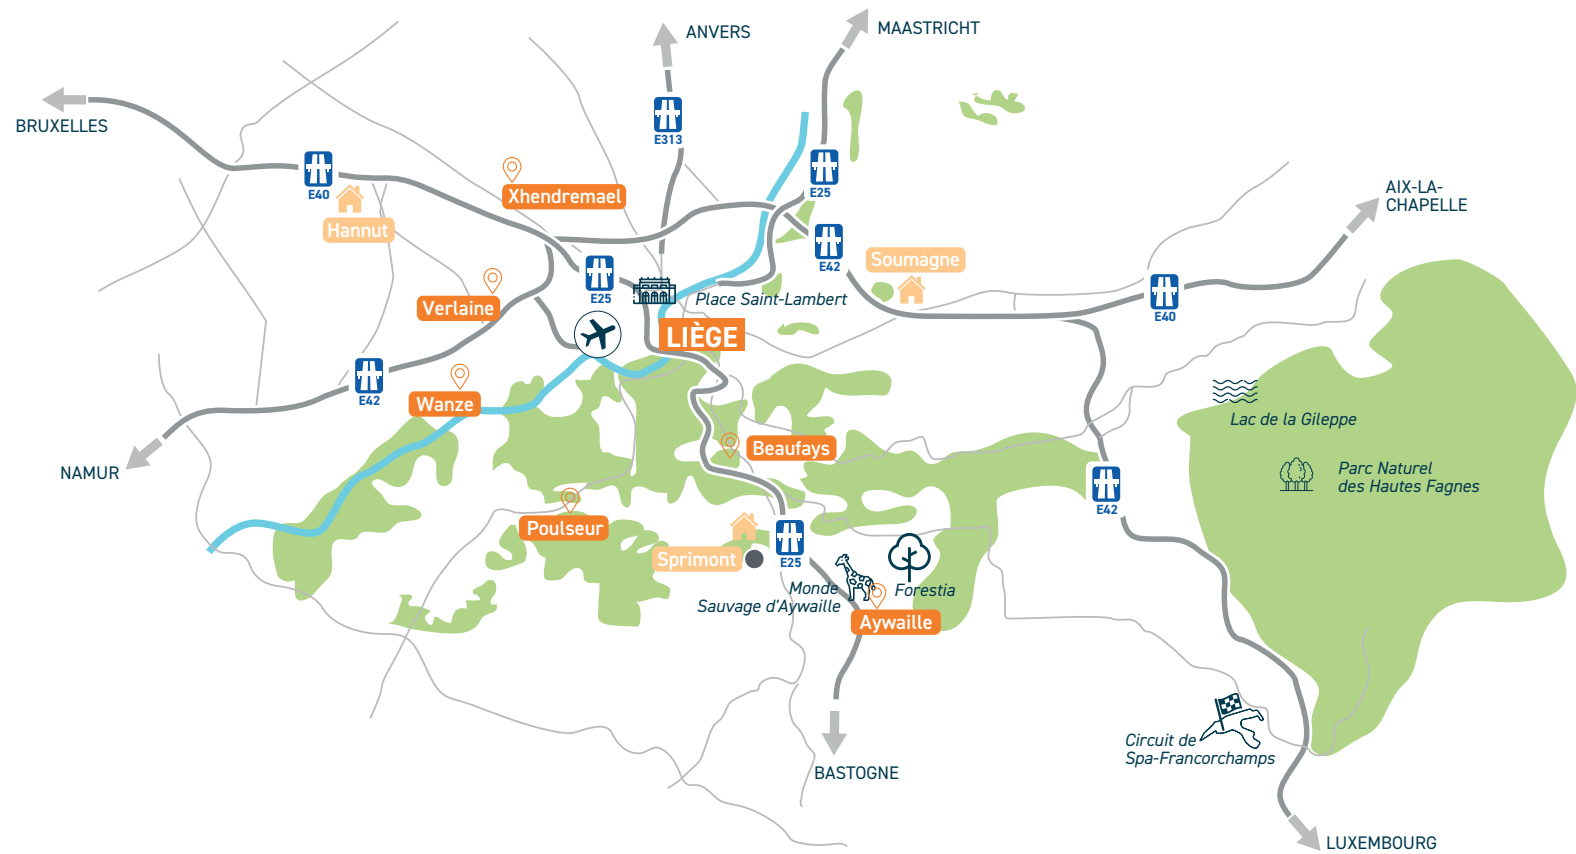 ANVERS
MAASTRICHT
BRUXELLES
E313
E40
E25
Xhendremael
AIX-LA-
CHAPELLE
Hannut
E42
Soumagne
E25
Place Saint-Lambert
Verlaine
E40
LIÈGE
E42
Wanze
Lac de la Gileppe
Beaufays
NAMUR
Parc Naturel
des Hautes Fagnes
E42
Poulseur
Sprimont
E25
Monde
Sauvage d'Aywaille
Forestia
Aywaille
Circuit de
Spa-Francorchamps
BASTOGNE
LUXEMBOURG